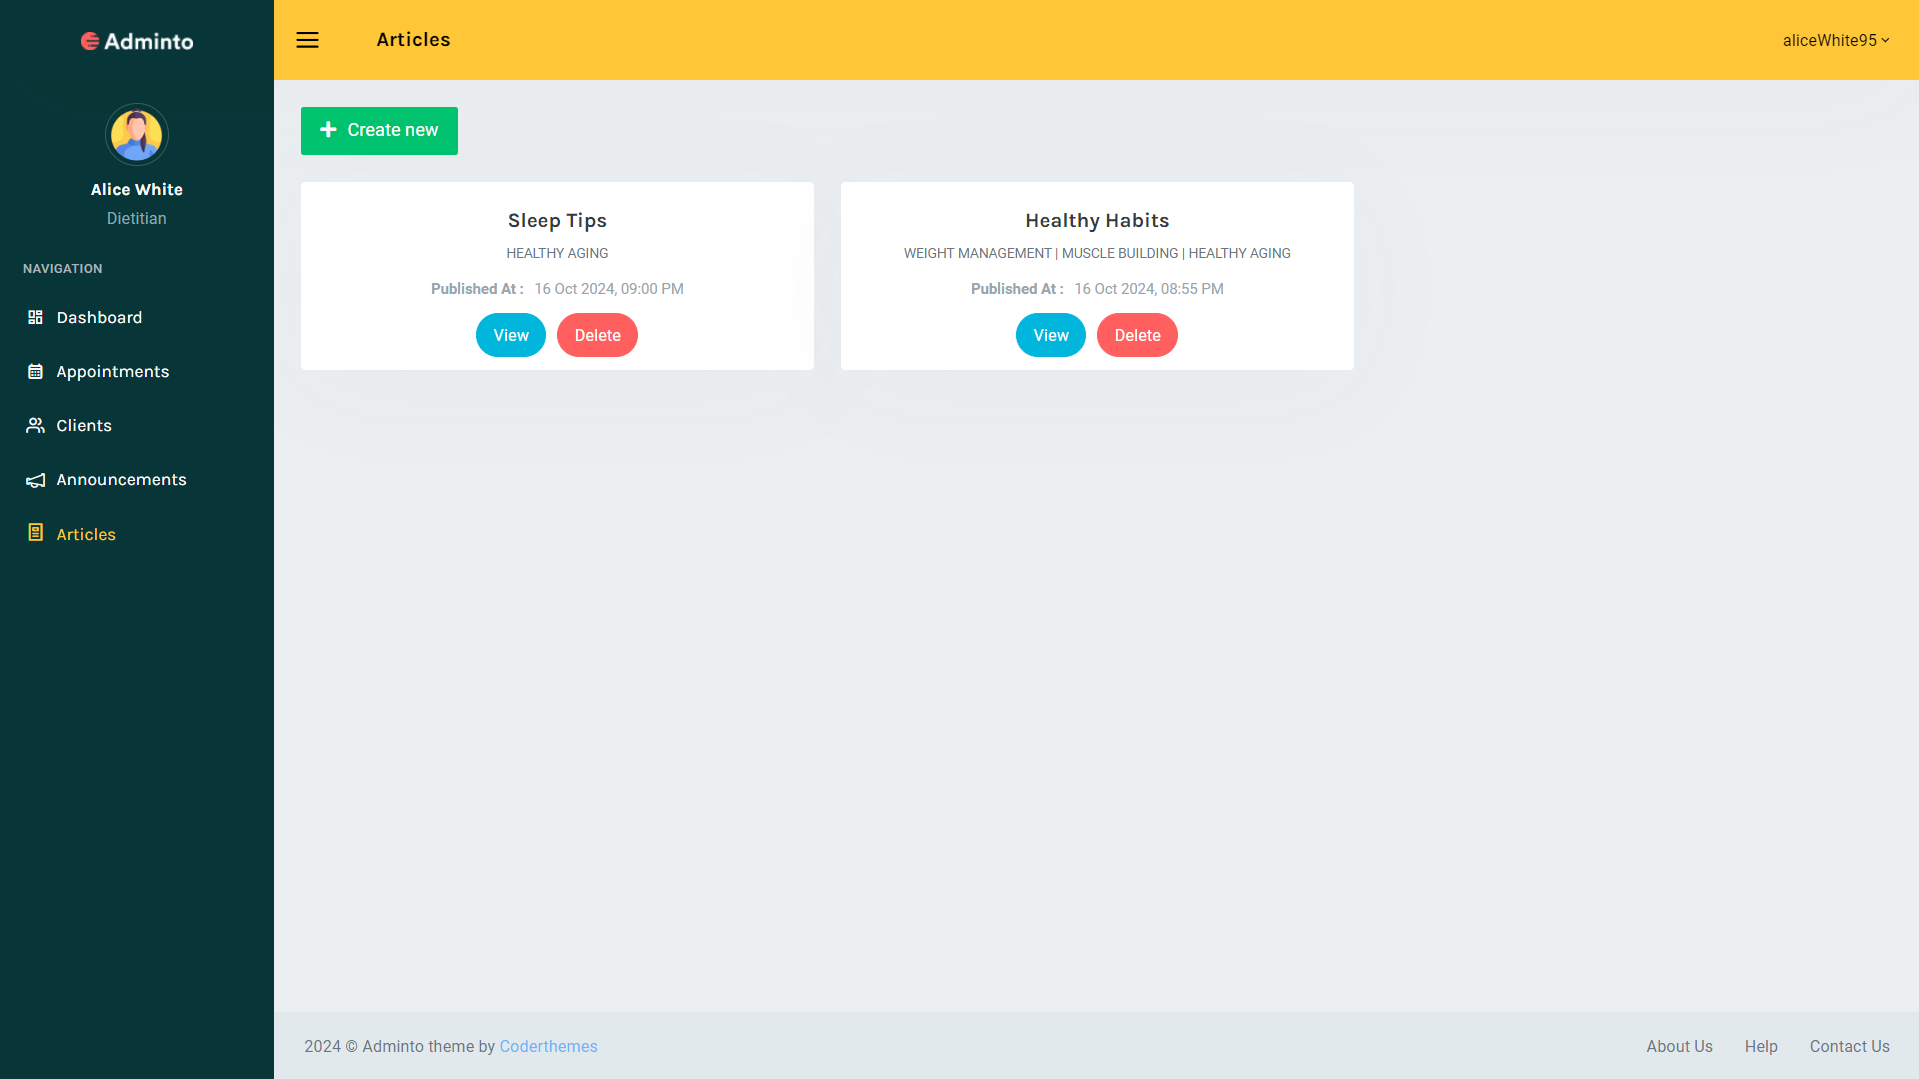 Adminto
Articles
aliceWhite95
Alice White
Dietitian
NAVIGATION
Dashboard
Appointments
Clients
Announcements
Articles
Create new
Sleep Tips
HEALTHY AGING
Published At : 16 Oct 2024, 09:00 PM
View Delete
Healthy Habits
WEIGHT MANAGEMENT | MUSCLE BUILDING | HEALTHY AGING
Published At : 16 Oct 2024, 08:55 PM
View Delete
2024 © Adminto theme by Coderthemes
About Us Help Contact Us